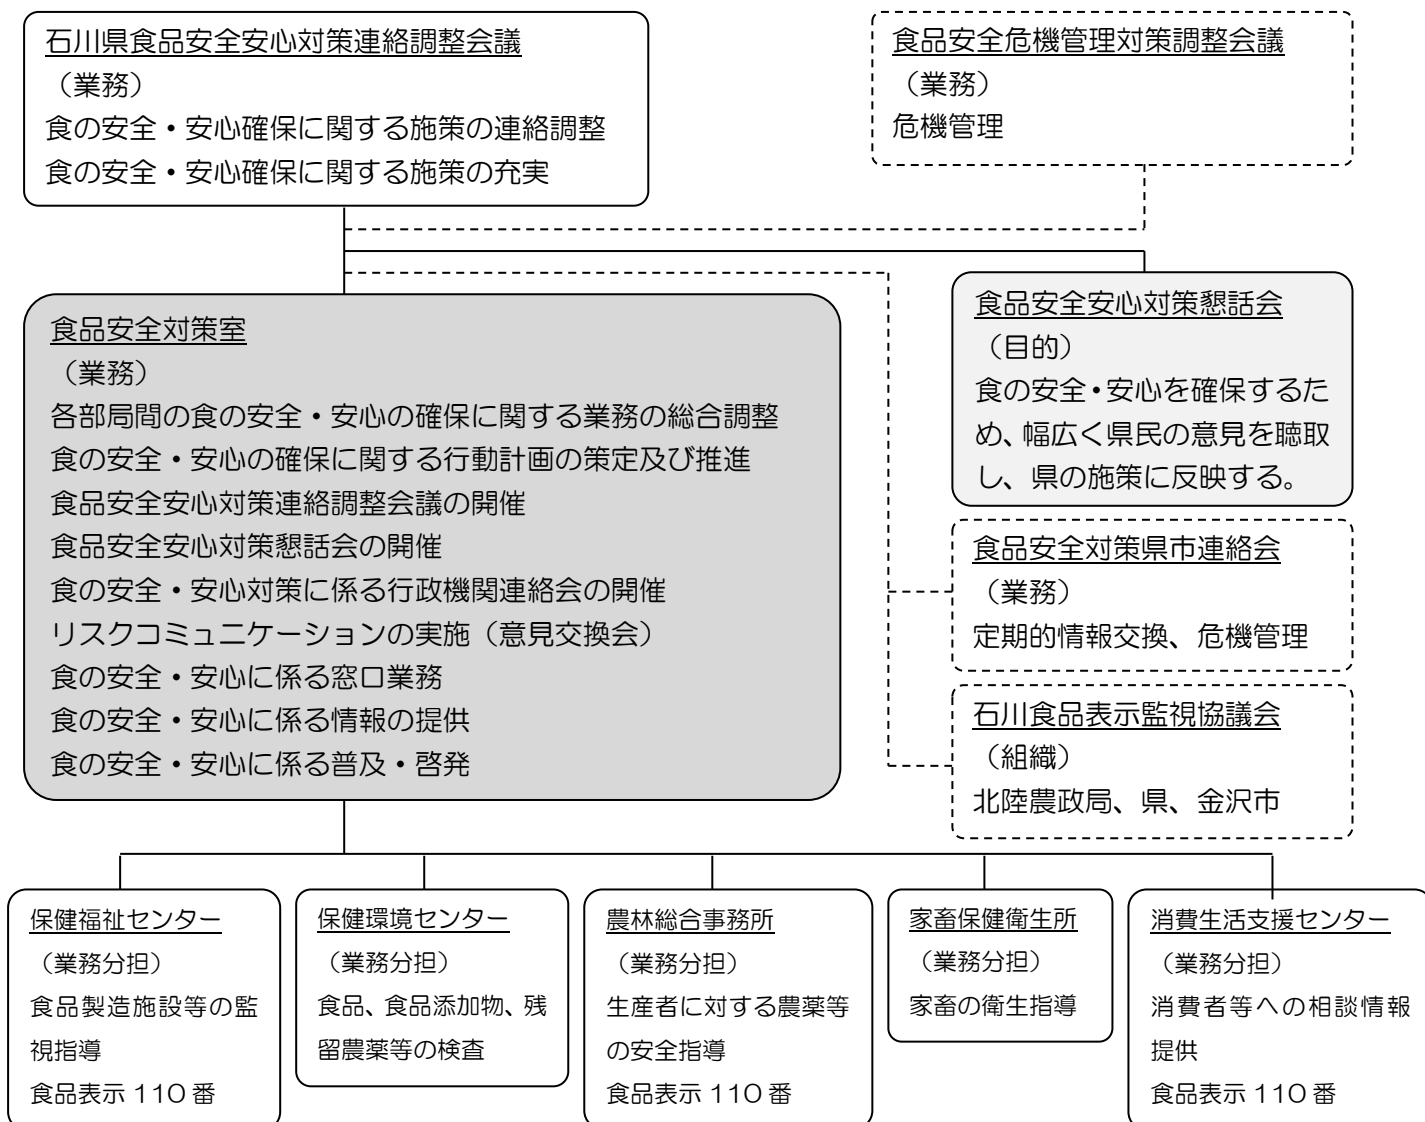 石川県食品安全安心対策連絡調整会議
（業務）
食の安全・安心確保に関する施策の連絡調整
食の安全・安心確保に関する施策の充実
食品安全危機管理対策調整会議
（業務）
危機管理
食品安全対策室
（業務）
各部局間の食の安全・安心の確保に関する業務の総合調整
食の安全・安心の確保に関する行動計画の策定及び推進
食品安全安心対策連絡調整会議の開催
食品安全安心対策懇話会の開催
食の安全・安心対策に係る行政機関連絡会の開催
リスクコミュニケーションの実施（意見交換会）
食の安全・安心に係る窓口業務
食の安全・安心に係る情報の提供
食の安全・安心に係る普及・啓発
食品安全安心対策懇話会
（目的）
食の安全・安心を確保するた
め、幅広く県民の意見を聴取
し、県の施策に反映する。
食品安全対策県市連絡会
（業務）
定期的情報交換、危機管理
石川食品表示監視協議会
（組織）
北陸農政局、県、金沢市
保健福祉センター
（業務分担）
食品製造施設等の監
視指導
食品表示 110 番
保健環境センター
（業務分担）
食品、食品添加物、残
留農薬等の検査
農林総合事務所
（業務分担）
生産者に対する農薬等
の安全指導
食品表示 110 番
家畜保健衛生所
（業務分担）
家畜の衛生指導
消費生活支援センター
（業務分担）
消費者等への相談情報
提供
食品表示 110 番